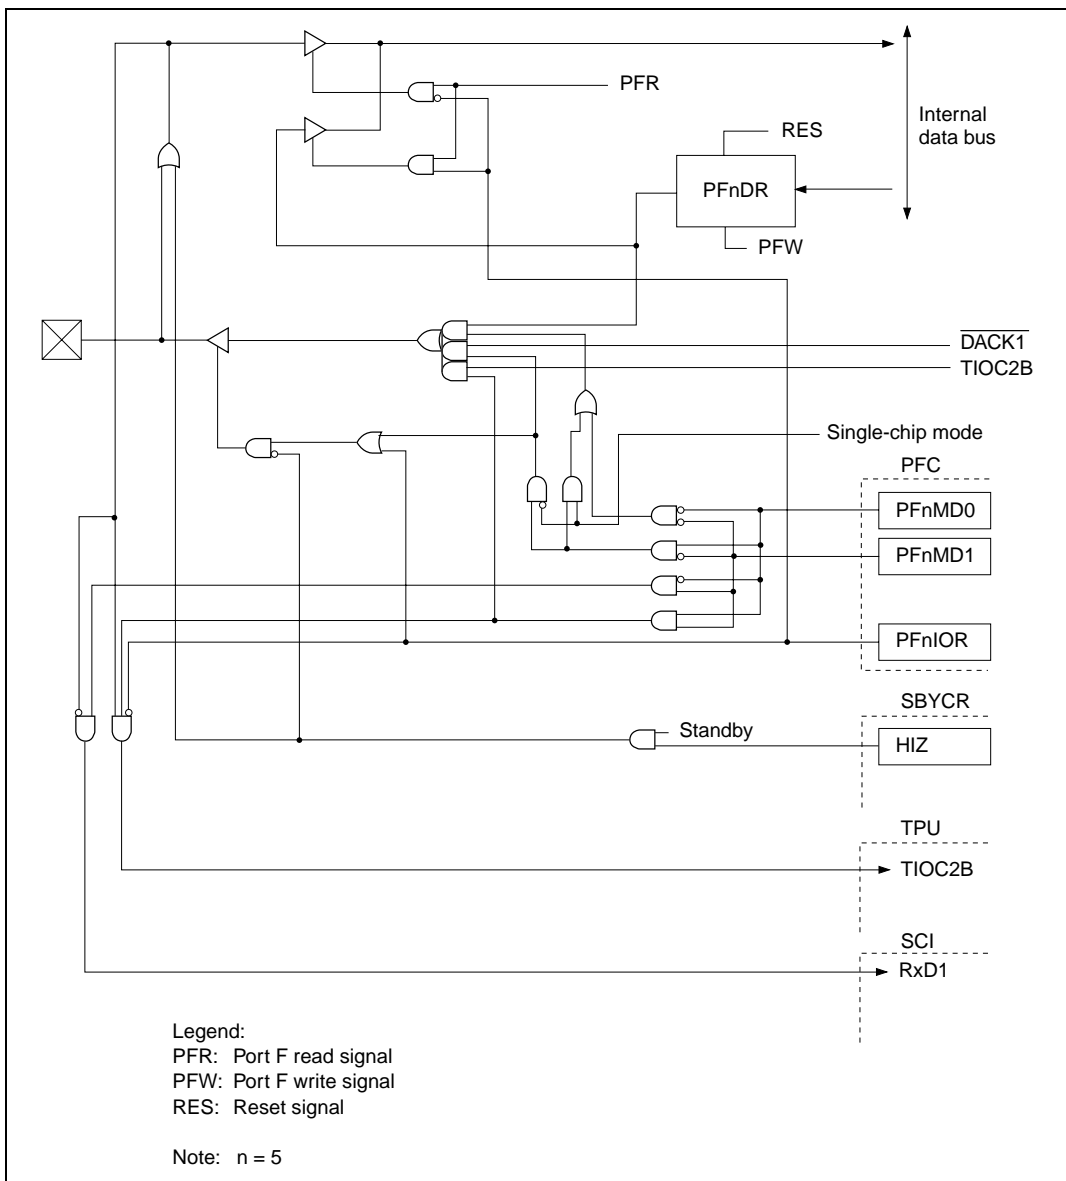 PFR
Internal
data bus
RES
PFnDR
PFW
DACK1
TIOC2B
Single-chip mode
PFC
PFnMD0
PFnMD1
PFnIOR
SBYCR
Standby
HIZ
TPU
TIOC2B
SCI
RxD1
Legend:
PFR: Port F read signal
PFW: Port F write signal
RES: Reset signal
Note: n = 5